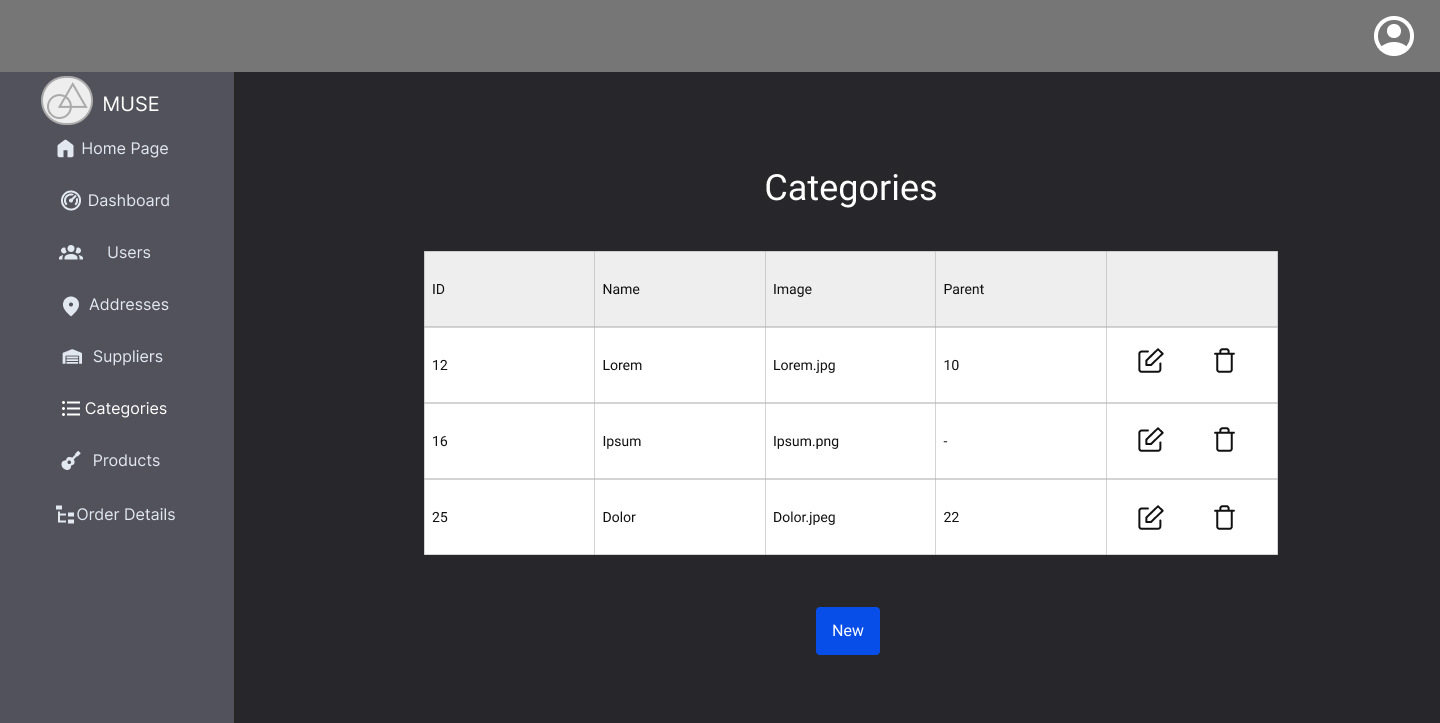 MUSE
Home Page
Dashboard
Users
Addresses
Suppliers
Categories
Products
Order Details
Categories
ID Name Image Parent
12 Lorem Lorem.jpg 10
16 Ipsum Ipsum.png -
25 Dolor Dolor.jpeg 22
New